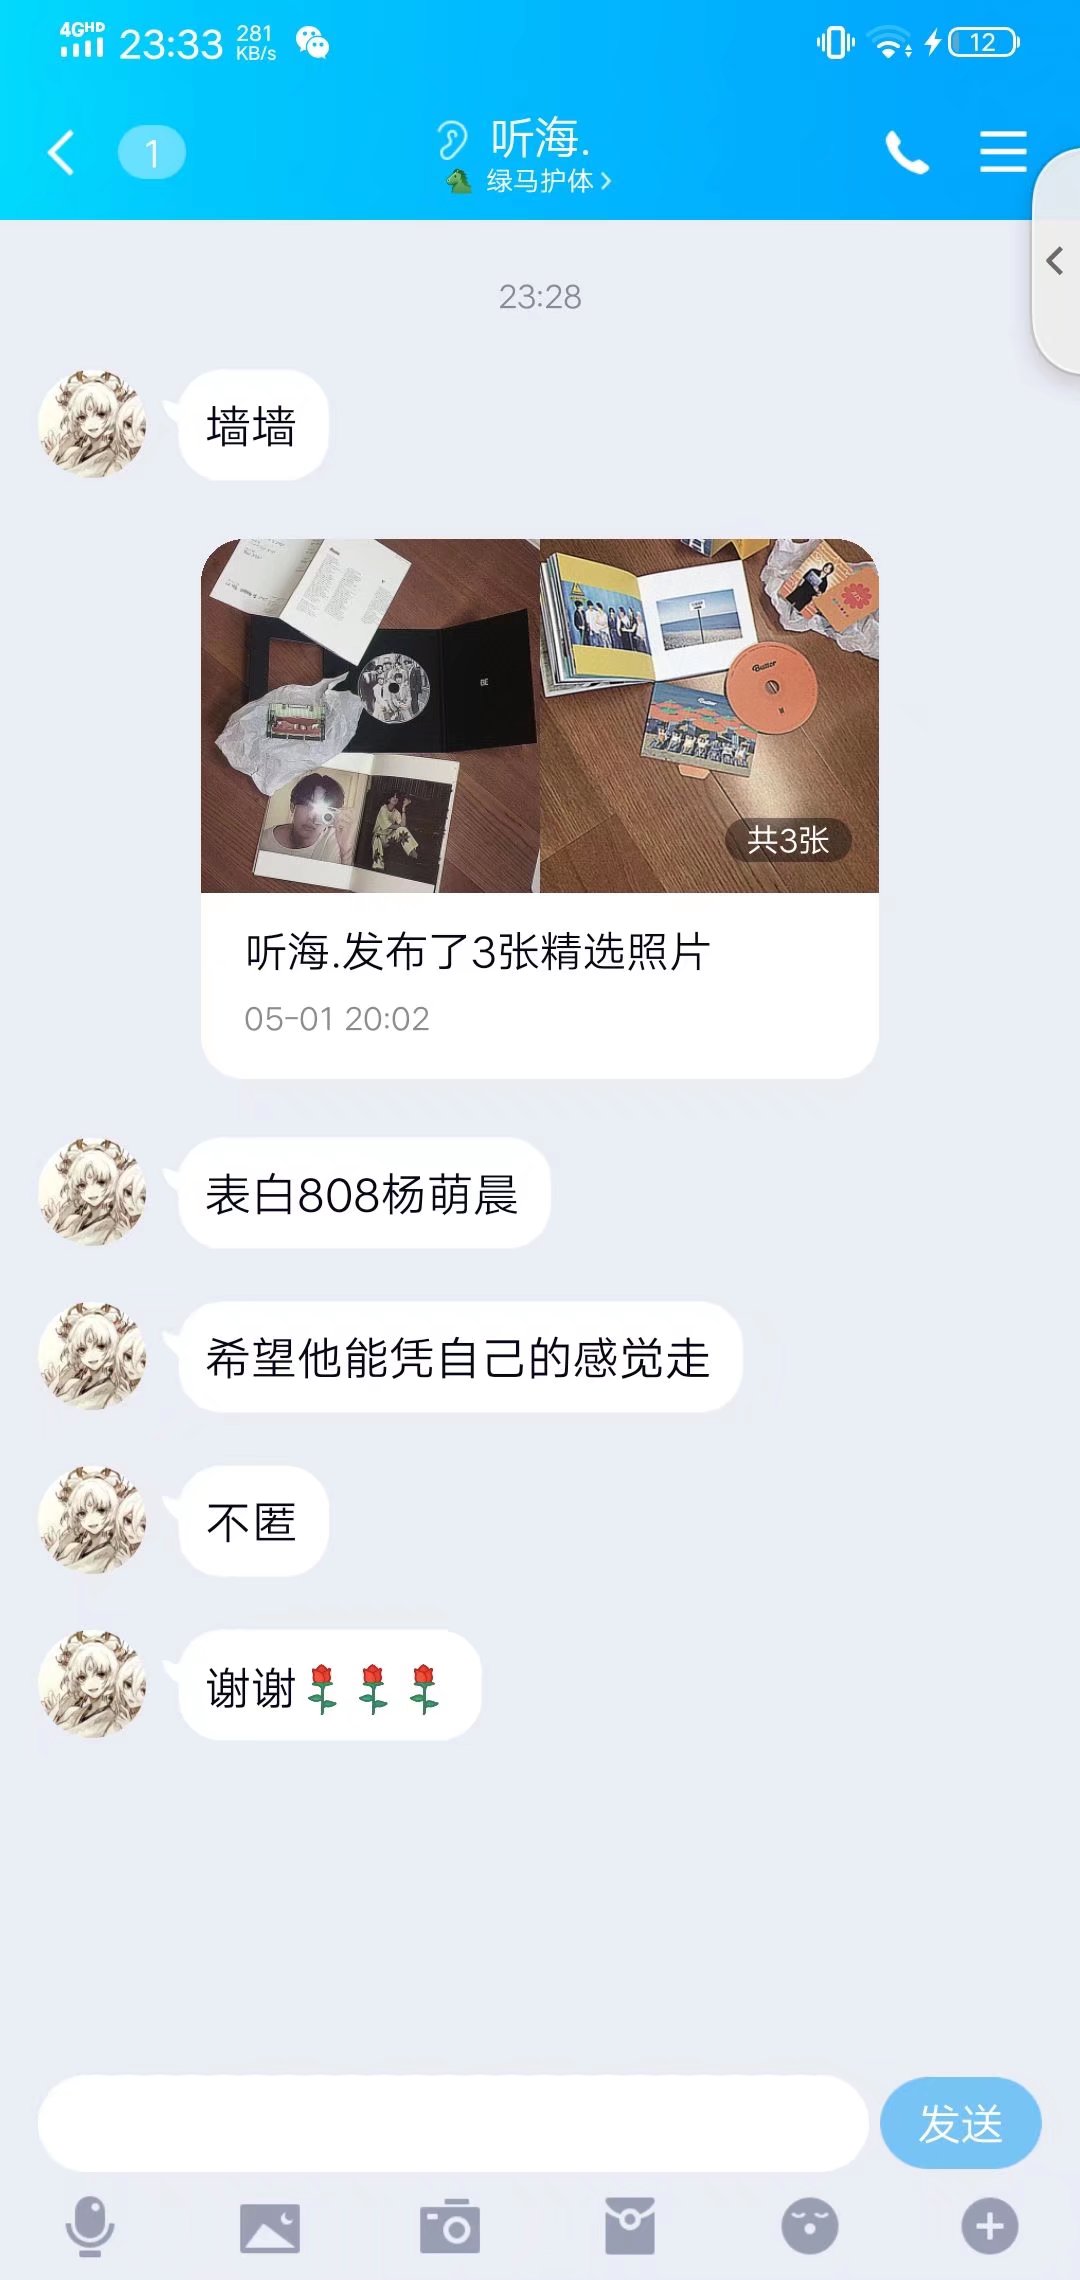 4GHD 23:33 281 KB/s 12
1 听海.
绿马护体
23:28
墙墙
BE
Butter
共3张
听海.发布了3张精选照片
05-01 20:02
表白808杨萌晨
希望他能凭自己的感觉走
不匿
谢谢🌹🌹🌹
发送